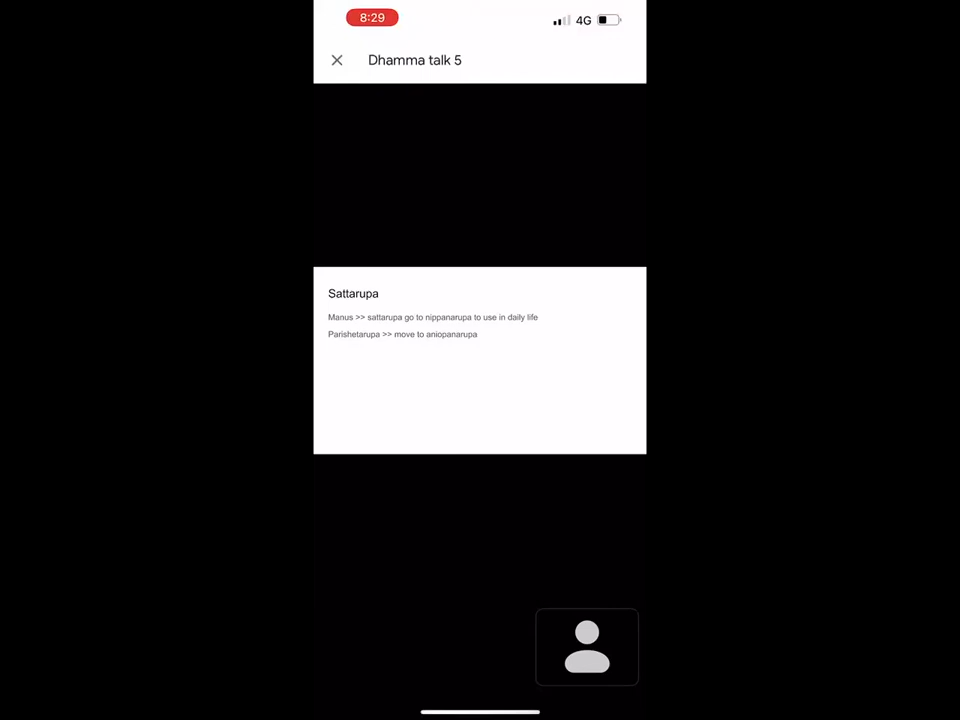 8:29
4G
Dhamma talk 5
Sattarupa
Manus >> sattarupa go to nippanarupa to use in daily life
Parishetarupa >> move to aniopanarupa